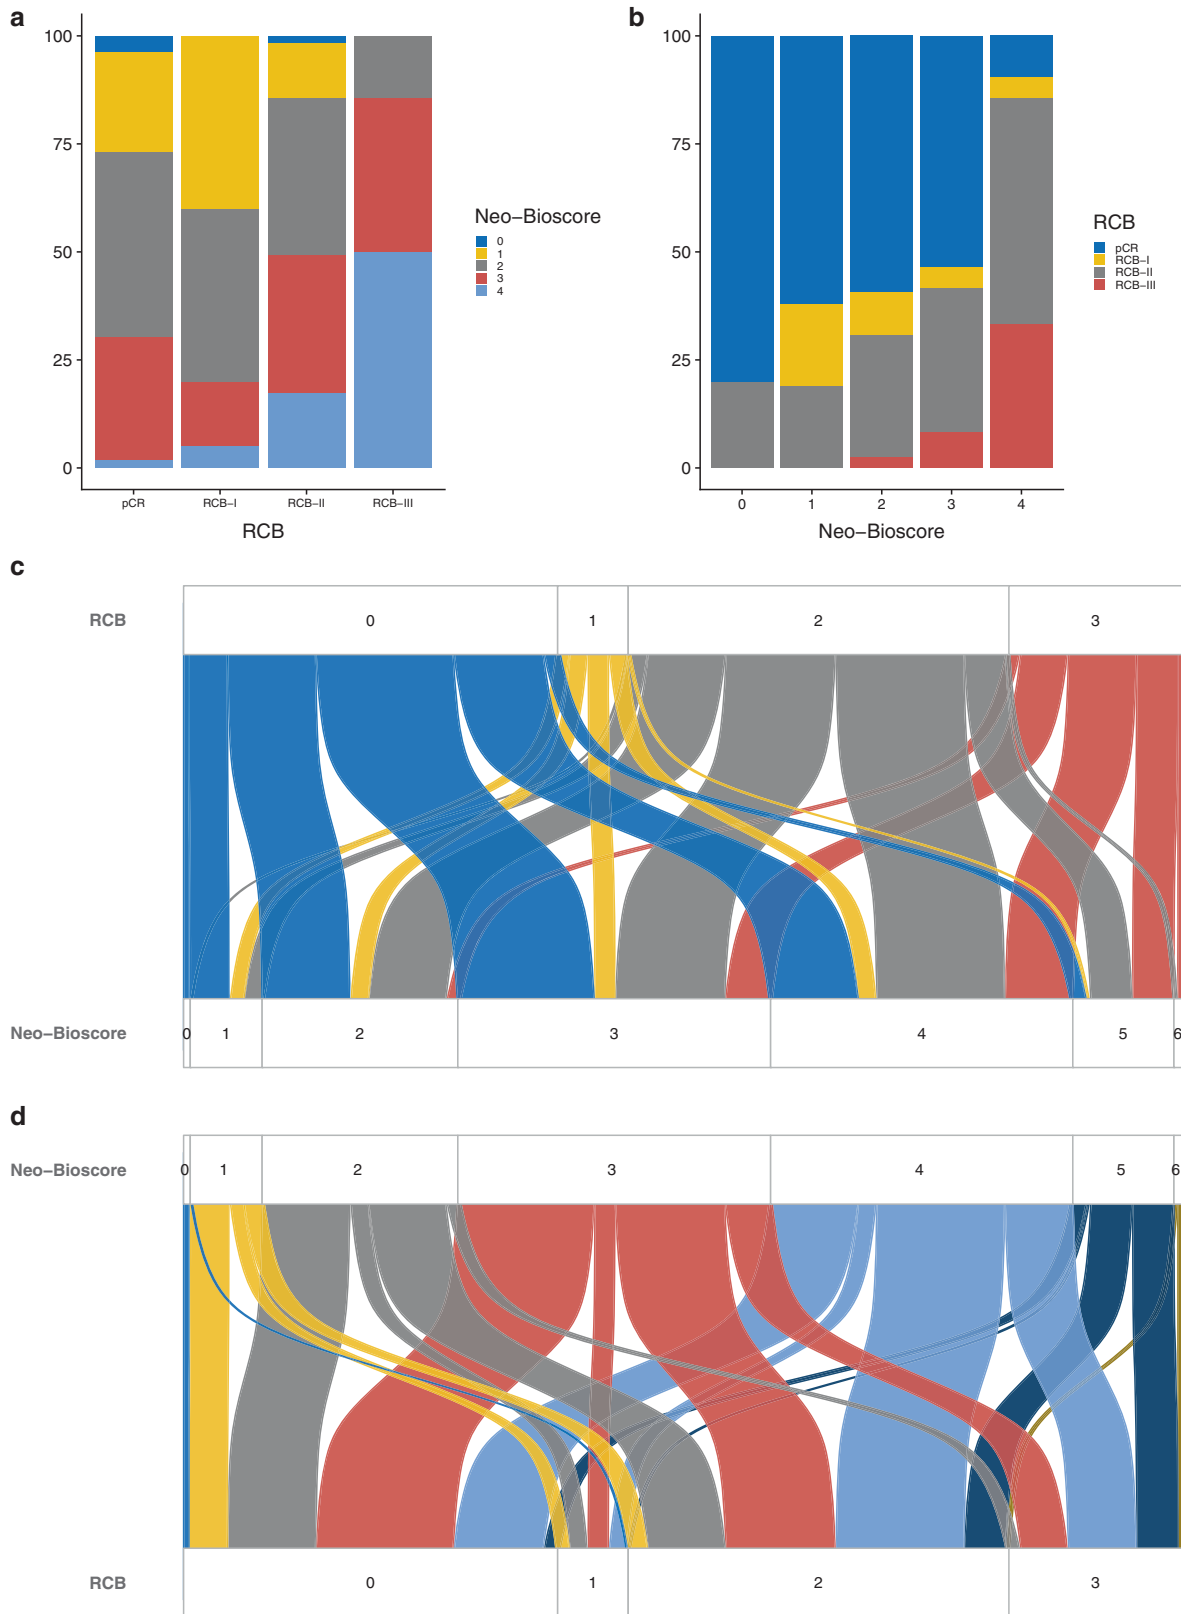 a
100
75
50
25
0
pCR RCB–I RCB–II RCB–III
RCB
Neo–Bioscore
0
1
2
3
4
b
100
75
50
25
0
0 1 2 3 4
Neo–Bioscore
RCB
pCR
RCB–I
RCB–II
RCB–III
c
RCB 0 1 2 3
Neo–Bioscore 0 1 2 3 4 5 6
d
Neo–Bioscore 0 1 2 3 4 5 6
RCB 0 1 2 3